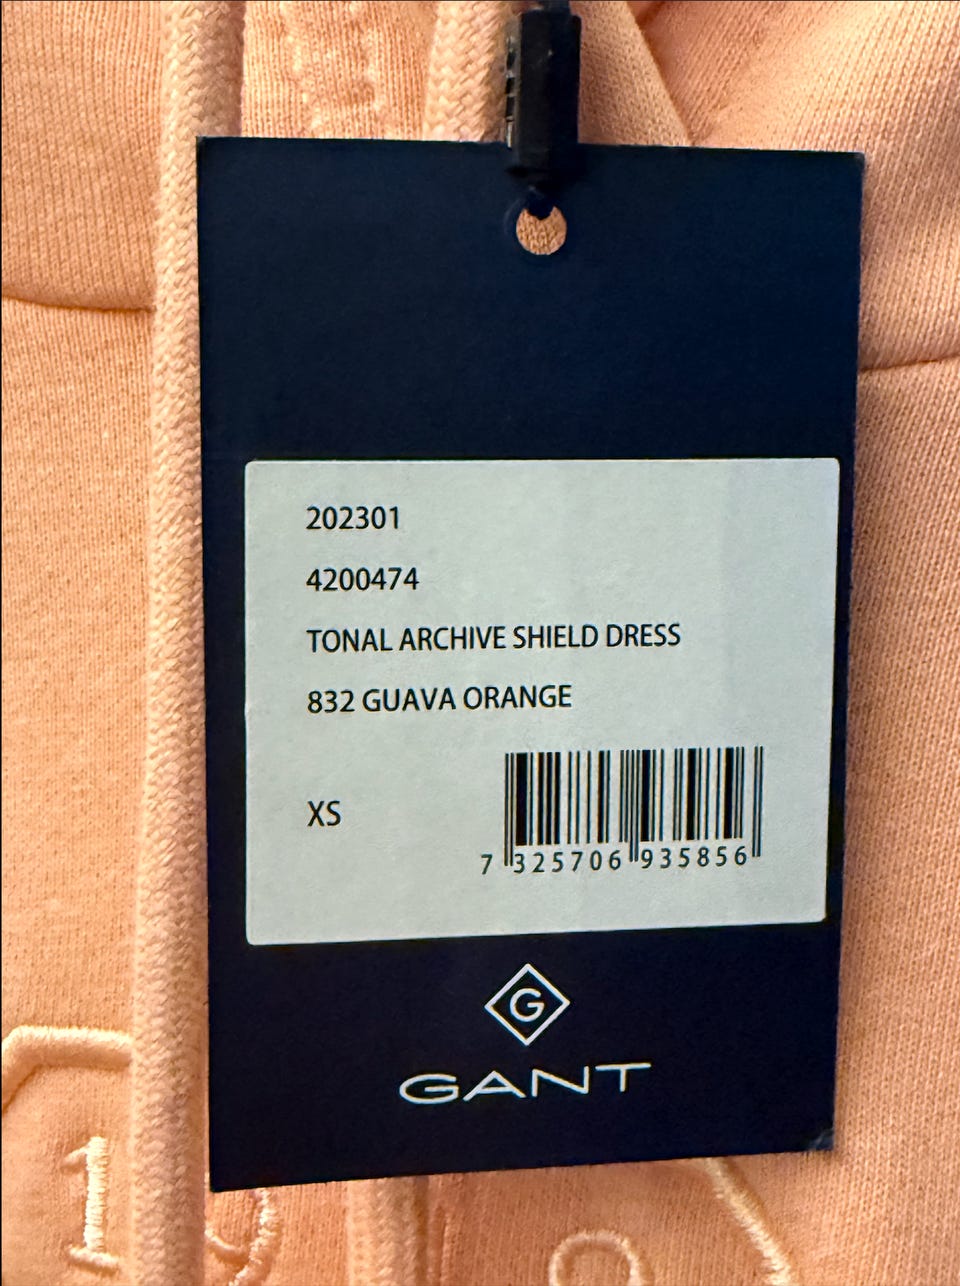 202301
4200474
TONAL ARCHIVE SHIELD DRESS
832 GUAVA ORANGE
XS
7 325706 935856
G
GANT